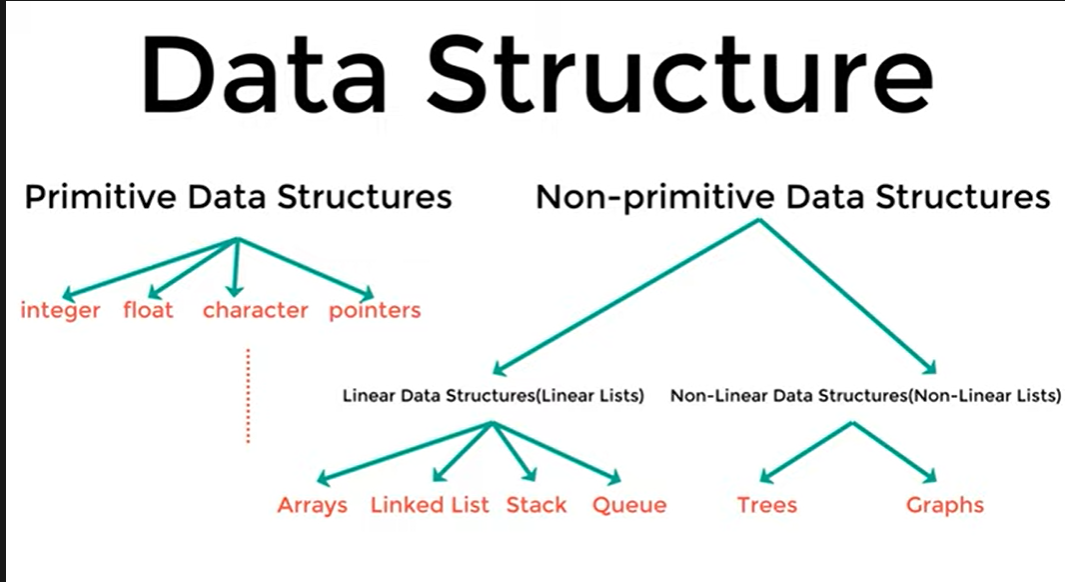 Data Structure
Primitive Data Structures
Non-primitive Data Structures
integer float character pointers
Linear Data Structures(Linear Lists)
Non-Linear Data Structures(Non-Linear Lists)
Arrays Linked List Stack Queue
Trees Graphs